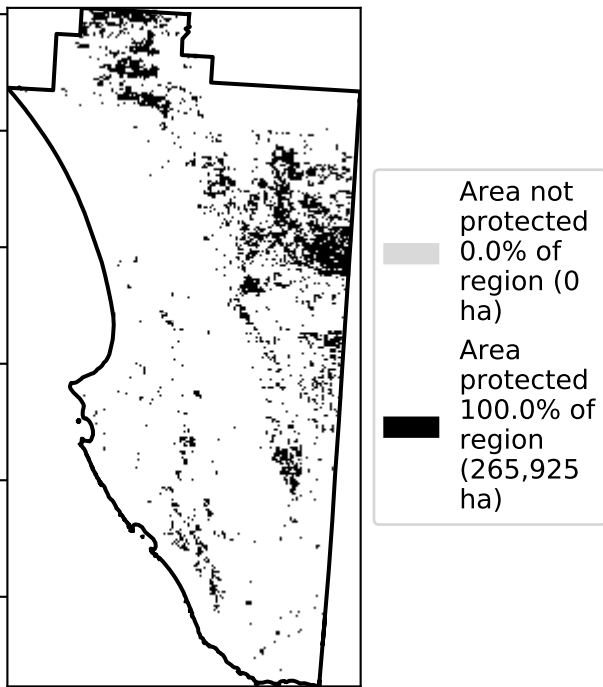 Area not
protected
0.0% of
region (0
ha)
Area
protected
100.0% of
region
(265,925
ha)